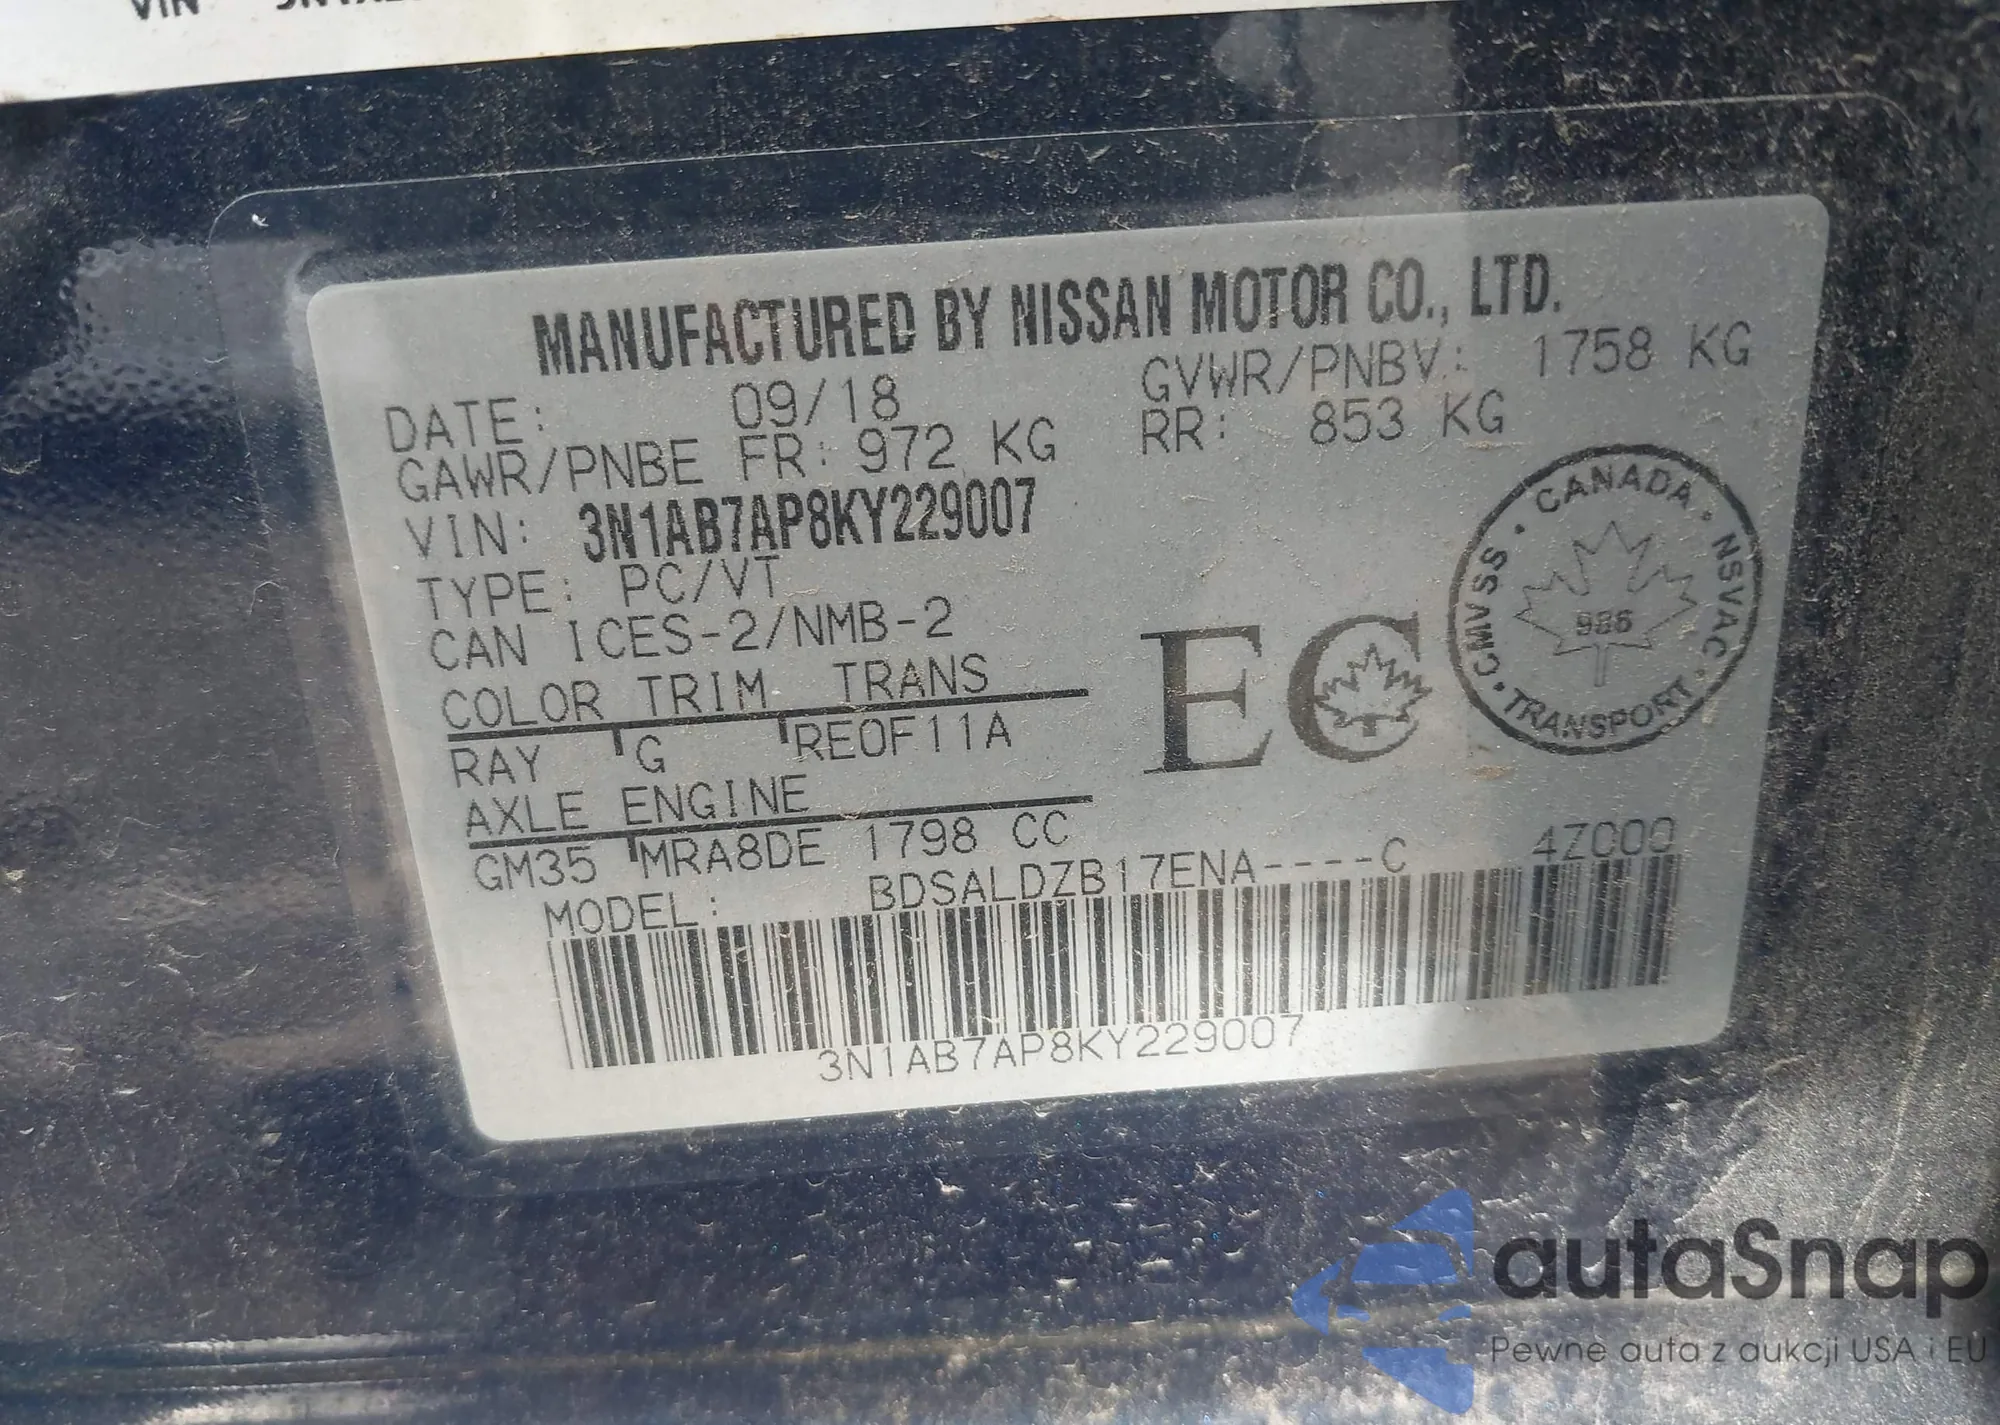 VIN
MANUFACTURED BY NISSAN MOTOR CO., LTD.
DATE: 09/18 GVWR/PNBV: 1758 KG
GAWR/PNBE FR: 972 KG RR: 853 KG
VIN: 3N1AB7AP8KY229007
TYPE: PC/VT
CAN ICES-2/NMB-2
COLOR TRIM TRANS
RAY G RE0F11A
AXLE ENGINE
GM35 MRA8DE 1798 CC
MODEL: BDSALDZB17ENA----C 4Z000
3N1AB7AP8KY229007
EC
CANADA · NSVAC · TRANSPORT · CMVSS ·
986
autaSnap
Pewne auta z aukcji USA i EU